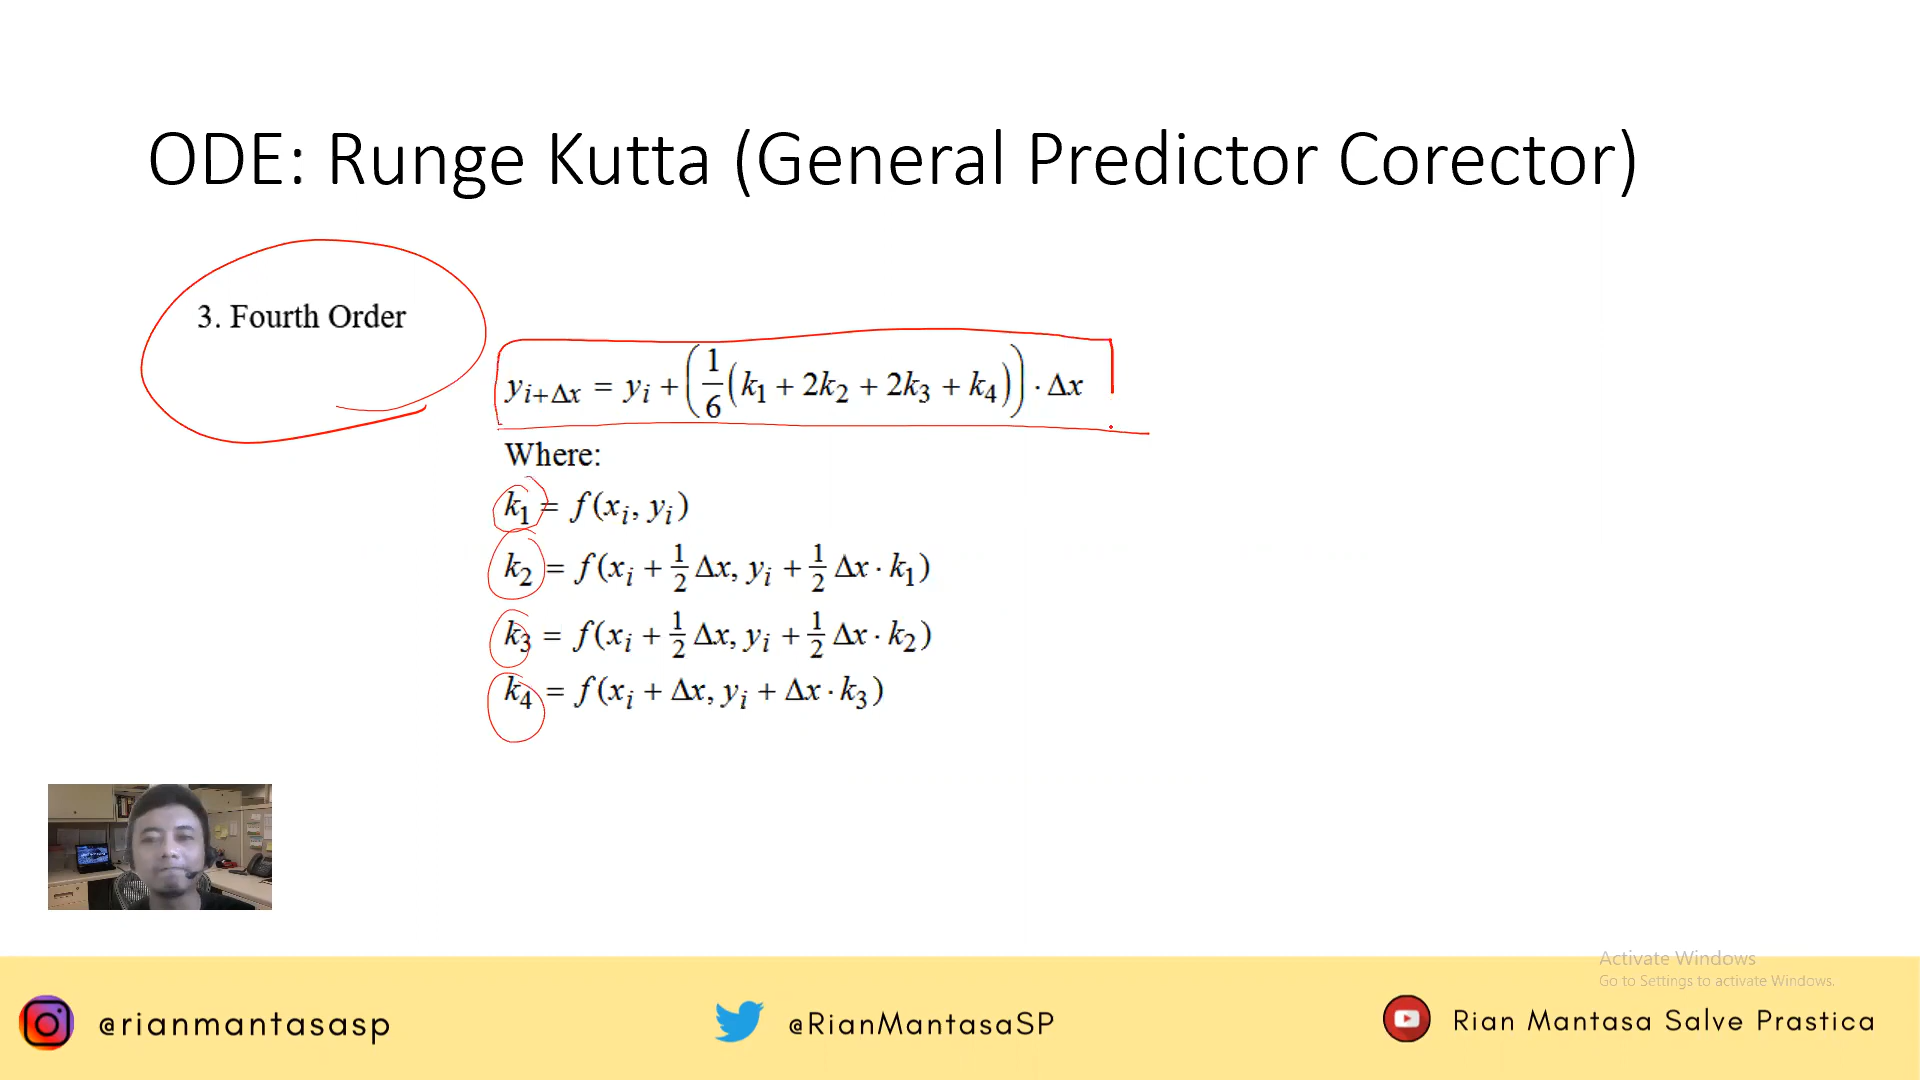 ODE: Runge Kutta (General Predictor Corector)
3. Fourth Order
y_{i+Δx} = y_i + (1/6 (k_1 + 2k_2 + 2k_3 + k_4)) · Δx
Where:
k_1 = f(x_i, y_i)
k_2 = f(x_i + 1/2 Δx, y_i + 1/2 Δx · k_1)
k_3 = f(x_i + 1/2 Δx, y_i + 1/2 Δx · k_2)
k_4 = f(x_i + Δx, y_i + Δx · k_3)
Activate Windows
Go to Settings to activate Windows.
@rianmantasasp
@RianMantasaSP
Rian Mantasa Salve Prastica